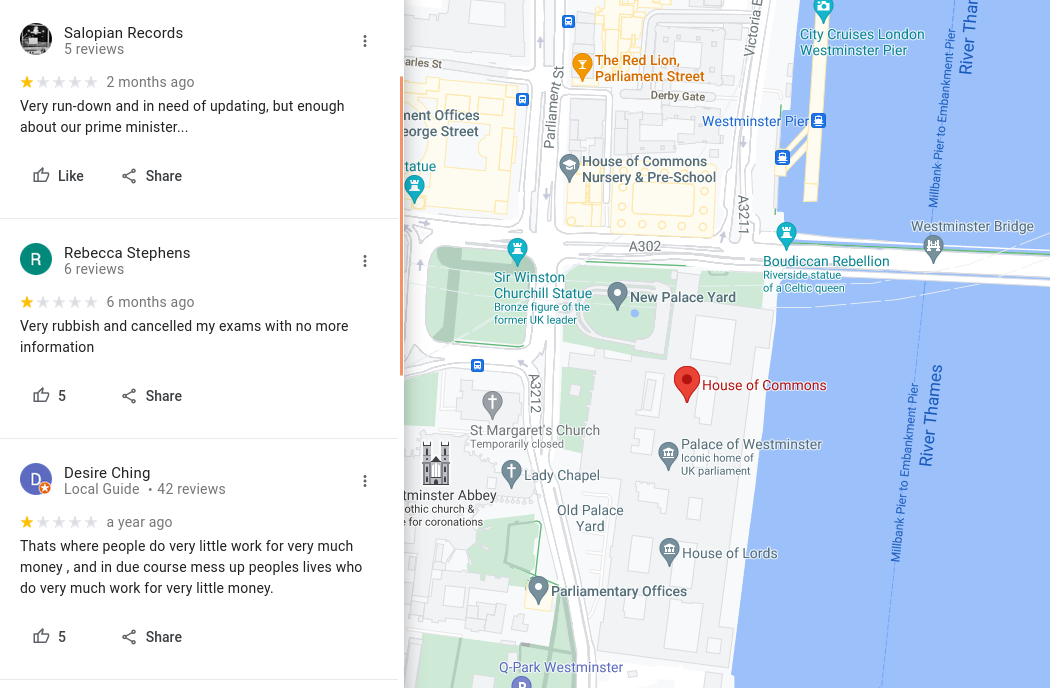 Salopian Records
5 reviews
2 months ago
Very run-down and in need of updating, but enough
about our prime minister...
Like
Share
R
Rebecca Stephens
6 reviews
6 months ago
Very rubbish and cancelled my exams with no more
information
5
Share
D
Desire Ching
Local Guide • 42 reviews
a year ago
Thats where people do very little work for very much
money , and in due course mess up peoples lives who
do very much work for very little money.
5
Share
City Cruises London
Westminster Pier
Victoria E
River Thar
Millbank Pier to Embankment Pier
The Red Lion,
Parliament Street
arles St
Parliament St
Derby Gate
nent Offices
eorge Street
Westminster Pier
tatue
House of Commons
Nursery & Pre-School
A3211
Westminster Bridge
A302
Boudiccan Rebellion
Riverside statue
of a Celtic queen
Sir Winston
Churchill Statue
Bronze figure of the
former UK leader
New Palace Yard
House of Commons
A3212
River Thames
Millbank Pier to Embankment Pier
St Margaret's Church
Temporarily closed
Palace of Westminster
Iconic home of
UK parliament
Lady Chapel
tminster Abbey
othic church &
e for coronations
Old Palace
Yard
House of Lords
Parliamentary Offices
Q-Park Westminster
P